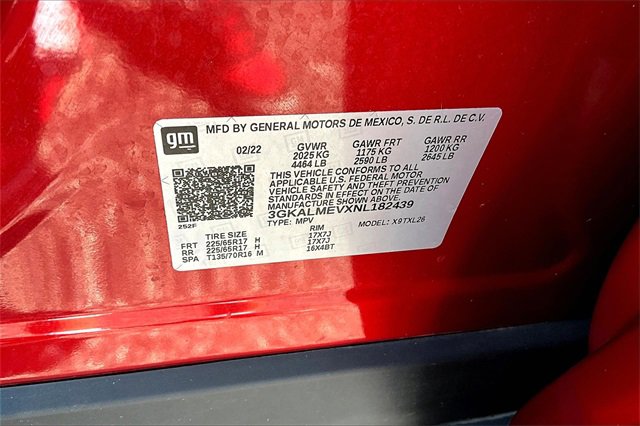 gm
MFD BY GENERAL MOTORS DE MEXICO, S. DE R.L. DE C.V.
02/22 GVWR GAWR FRT GAWR RR
2025 KG 1175 KG 1200 KG
4464 LB 2590 LB 2645 LB
THIS VEHICLE CONFORMS TO ALL
APPLICABLE U.S. FEDERAL MOTOR
VEHICLE SAFETY AND THEFT PREVENTION
STANDARDS IN EFFECT ON THE DATE OF
MANUFACTURE SHOWN ABOVE.
3GKALMEVXNL182439
TYPE: MPV MODEL: X9TXL26
252F
TIRE SIZE RIM
FRT 225/65R17 H 17X7J
RR 225/65R17 H 17X7J
SPA T135/70R16 M 16X4BT